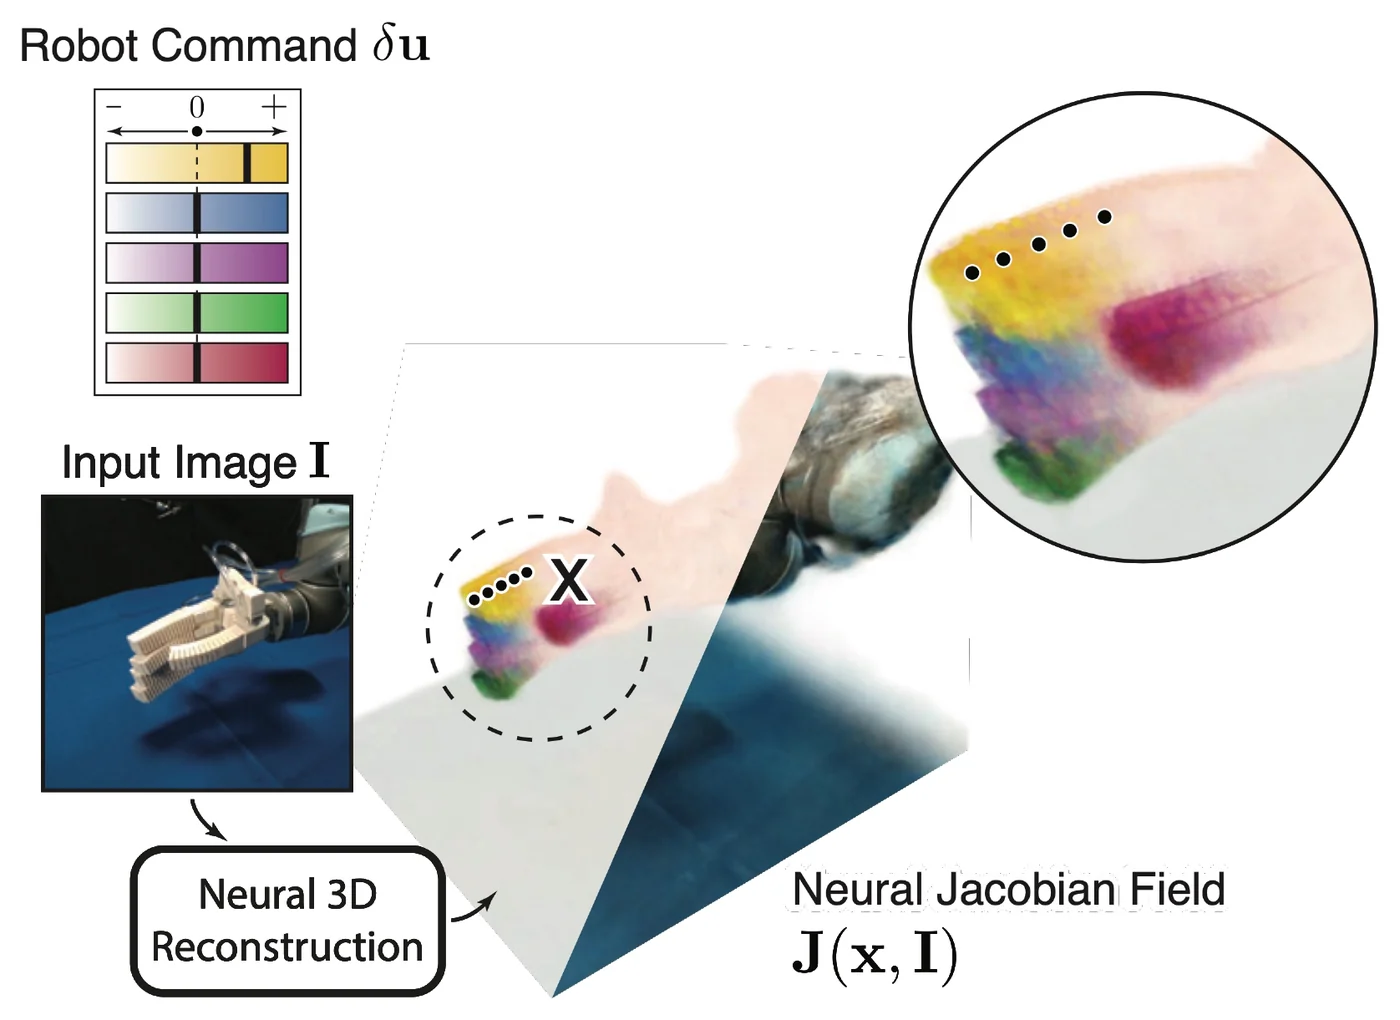 Robot Command δu
- 0 +
Input Image I
X
Neural 3D
Reconstruction
Neural Jacobian Field
J(x, I)